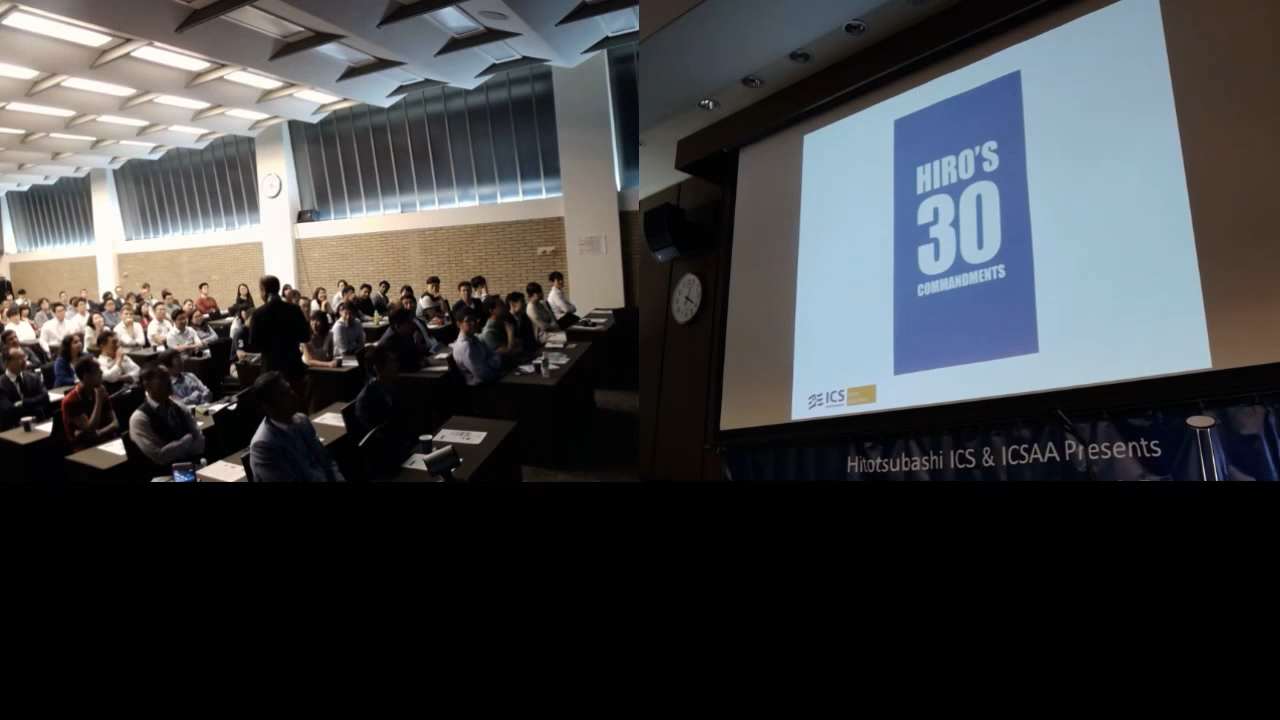 HIRO'S
30
COMMANDMENTS
ICS
Hitotsubashi ICS & ICSAA Presents